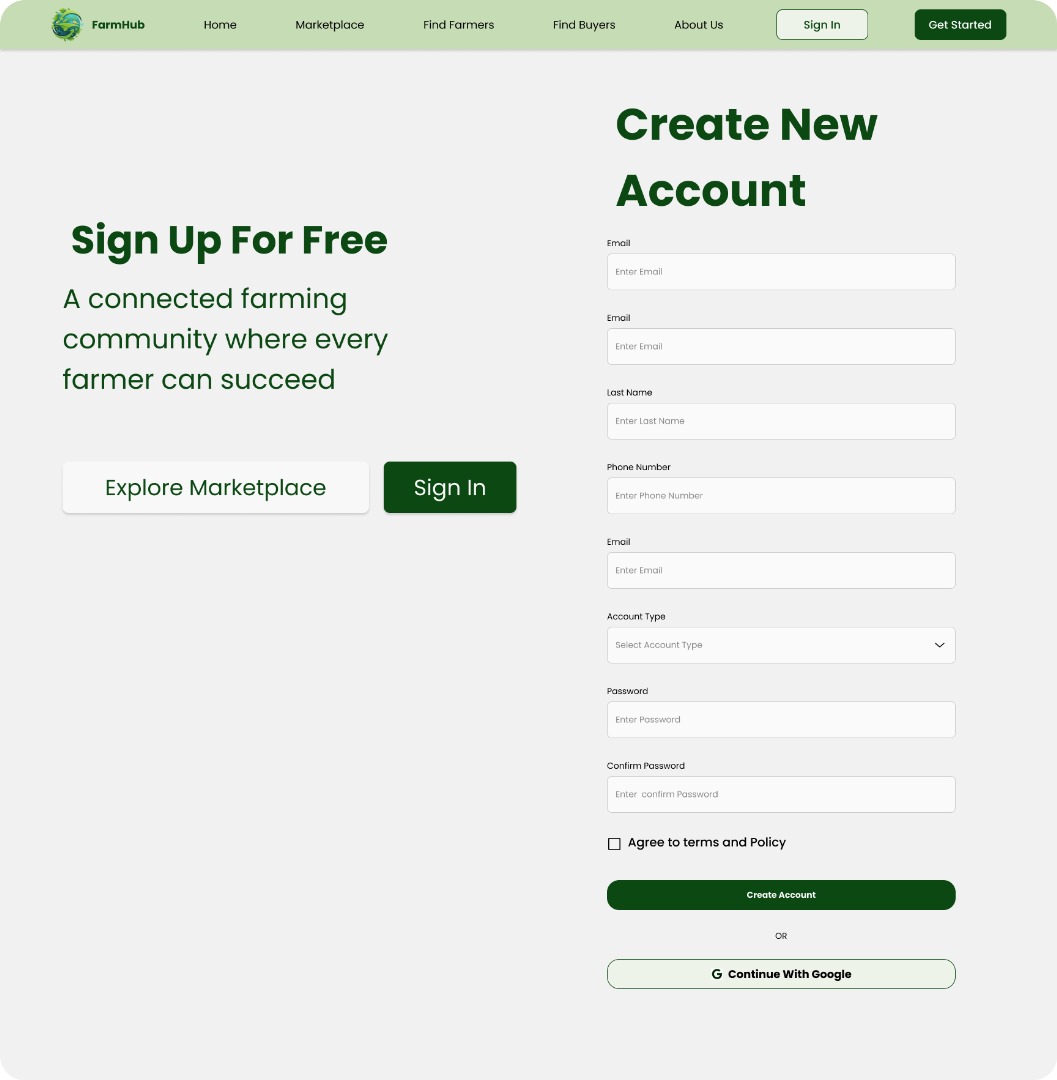 FarmHub
Home
Marketplace
Find Farmers
Find Buyers
About Us
Sign In
Get Started
Sign Up For Free
A connected farming
community where every
farmer can succeed
Explore Marketplace
Sign In
Create New
Account
Email
Enter Email
Email
Enter Email
Last Name
Enter Last Name
Phone Number
Enter Phone Number
Email
Enter Email
Account Type
Select Account Type
Password
Enter Password
Confirm Password
Enter confirm Password
Agree to terms and Policy
Create Account
OR
Continue With Google